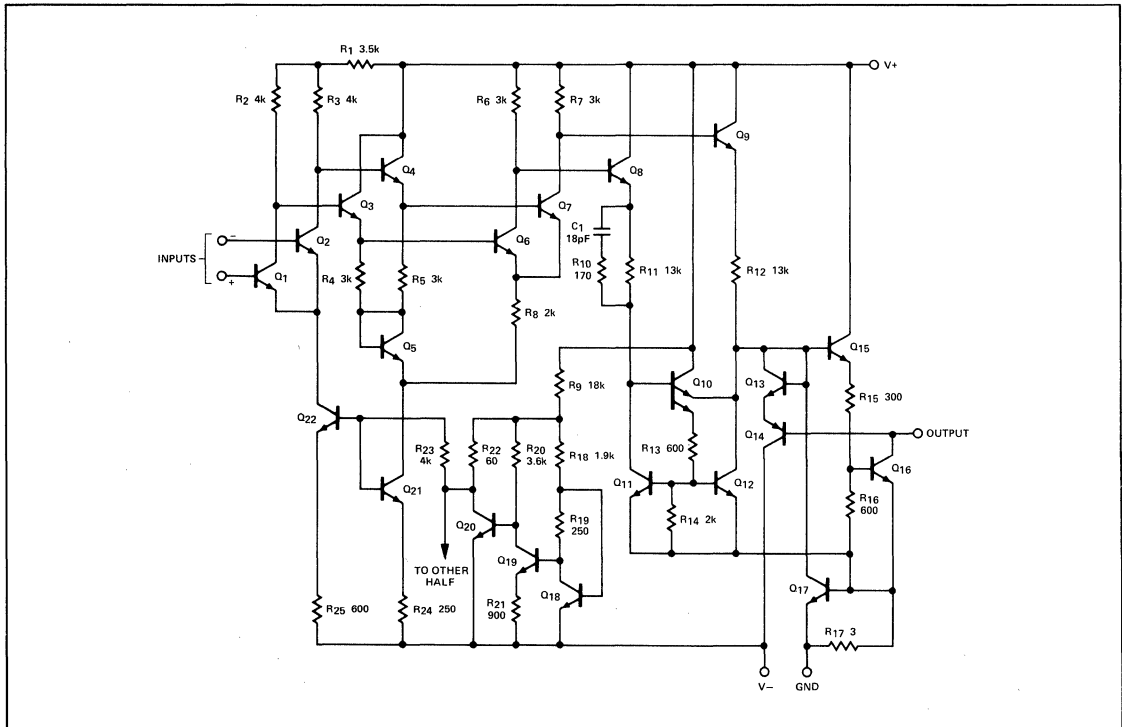 R1 3.5k
V+
R2 4k
R3 4k
R6 3k
R7 3k
Q9
Q4
Q8
Q3
Q7
C1
18pF
INPUTS
−
Q2
Q6
+
Q1
R4 3k
R5 3k
R10
170
R11 13k
R12 13k
R8 2k
Q5
Q15
R9 18k
Q10
Q13
R15 300
Q22
Q14
OUTPUT
R23
4k
R22
60
R20
3.6k
R18 1.9k
R13 600
Q16
Q21
Q11
Q12
R16
600
R19
250
R14 2k
Q20
TO OTHER
HALF
Q19
Q17
Q18
R25 600
R24 250
R21
900
R17 3
V−
GND